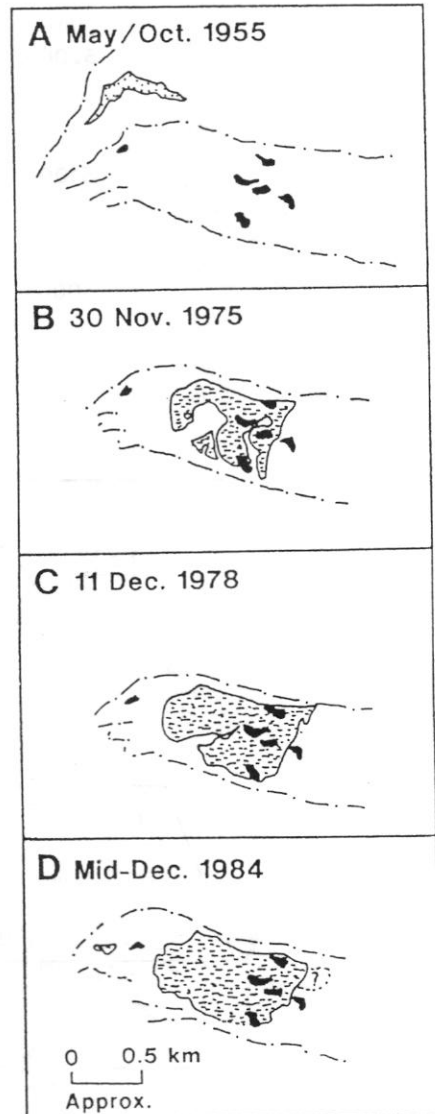 A May/Oct. 1955
B 30 Nov. 1975
C 11 Dec. 1978
D Mid-Dec. 1984
?
0 0.5 km
Approx.